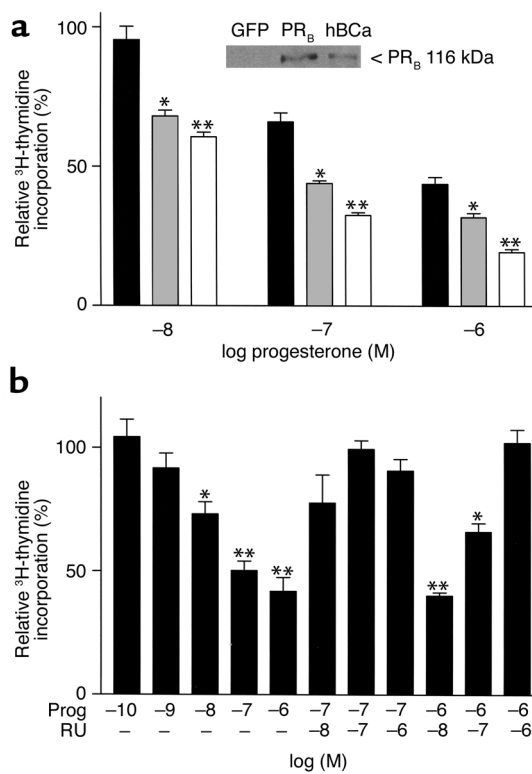 a
GFP PRB hBCa
< PRB 116 kDa
Relative ³H-thymidine
incorporation (%)
100
50
0
*
**
*
**
*
**
–8 –7 –6
log progesterone (M)
b
Relative ³H-thymidine
incorporation (%)
100
50
0
*
**
**
**
*
Prog –10 –9 –8 –7 –6 –7 –7 –7 –6 –6 –6
RU – – – – – –8 –7 –6 –8 –7 –6
log (M)